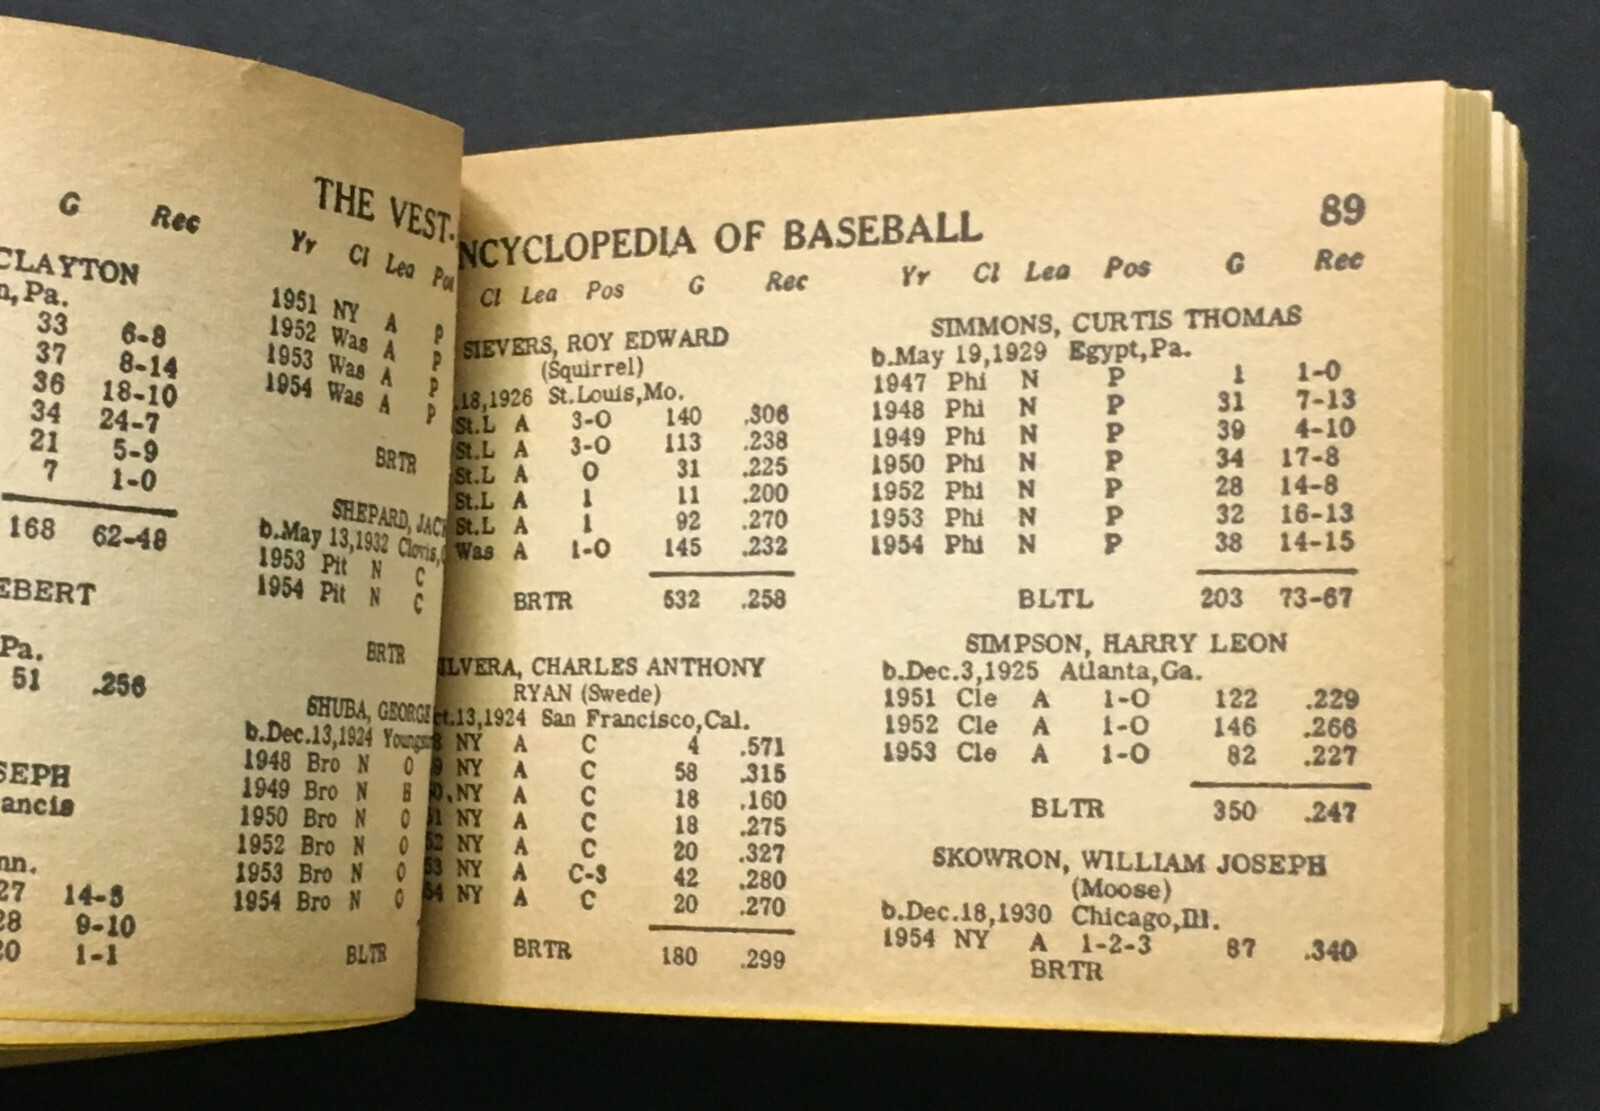 G Rec
CLAYTON
n,Pa.
33 6-8
37 8-14
36 18-10
34 24-7
21 5-9
7 1-0
168 62-48
EBERT
Pa.
51 .256
SEPH
ancis
nn.
27 14-5
28 9-10
20 1-1
THE VEST-
Yr Cl Lea Pos
1951 NY A P
1952 Was A P
1953 Was A P
1954 Was A P
BRTR
SHEPARD, JACK
b.May 13,1932 Clovis,
1953 Pit N C
1954 Pit N C
BRTR
SHUBA, GEORGE
b.Dec.13,1924
1948 Bro N O
1949 Bro N H
1950 Bro N O
1952 Bro N O
1953 Bro N O
1954 Bro N O
BLTR
NCYCLOPEDIA OF BASEBALL 89
Cl Lea Pos G Rec
SIEVERS, ROY EDWARD
(Squirrel)
.18,1926 St.Louis,Mo.
St.L A 3-O 140 .306
St.L A 3-O 113 .238
St.L A O 31 .225
St.L A 1 11 .200
St.L A 1 92 .270
Was A 1-O 145 .232
BRTR 532 .258
ILVERA, CHARLES ANTHONY
RYAN (Swede)
ct.13,1924 San Francisco,Cal.
8 NY A C 4 .571
9 NY A C 58 .315
0 NY A C 18 .160
51 NY A C 18 .275
52 NY A C 20 .327
53 NY A C-3 42 .280
54 NY A C 20 .270
BRTR 180 .299
Yr Cl Lea Pos G Rec
SIMMONS, CURTIS THOMAS
b.May 19,1929 Egypt,Pa.
1947 Phi N P 1 1-0
1948 Phi N P 31 7-13
1949 Phi N P 39 4-10
1950 Phi N P 34 17-8
1952 Phi N P 28 14-8
1953 Phi N P 32 16-13
1954 Phi N P 38 14-15
BLTL 203 73-67
SIMPSON, HARRY LEON
b.Dec.3,1925 Atlanta,Ga.
1951 Cle A 1-O 122 .229
1952 Cle A 1-O 146 .266
1953 Cle A 1-O 82 .227
BLTR 350 .247
SKOWRON, WILLIAM JOSEPH
(Moose)
b.Dec.18,1930 Chicago,Ill.
1954 NY A 1-2-3 87 .340
BRTR